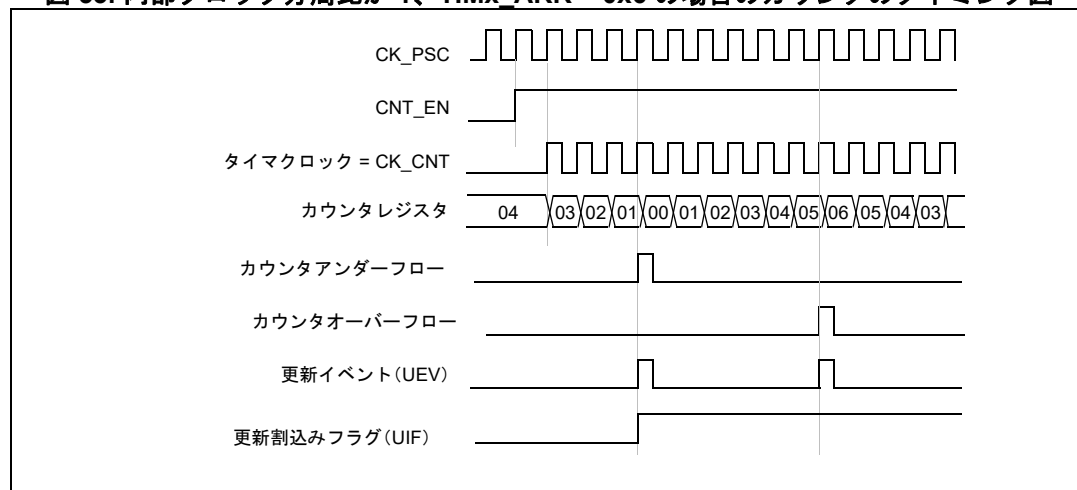 CK_PSC
CNT_EN
タイマクロック = CK_CNT
カウンタレジスタ 04 03 02 01 00 01 02 03 04 05 06 05 04 03
カウンタアンダーフロー
カウンタオーバーフロー
更新イベント(UEV)
更新割込みフラグ(UIF)